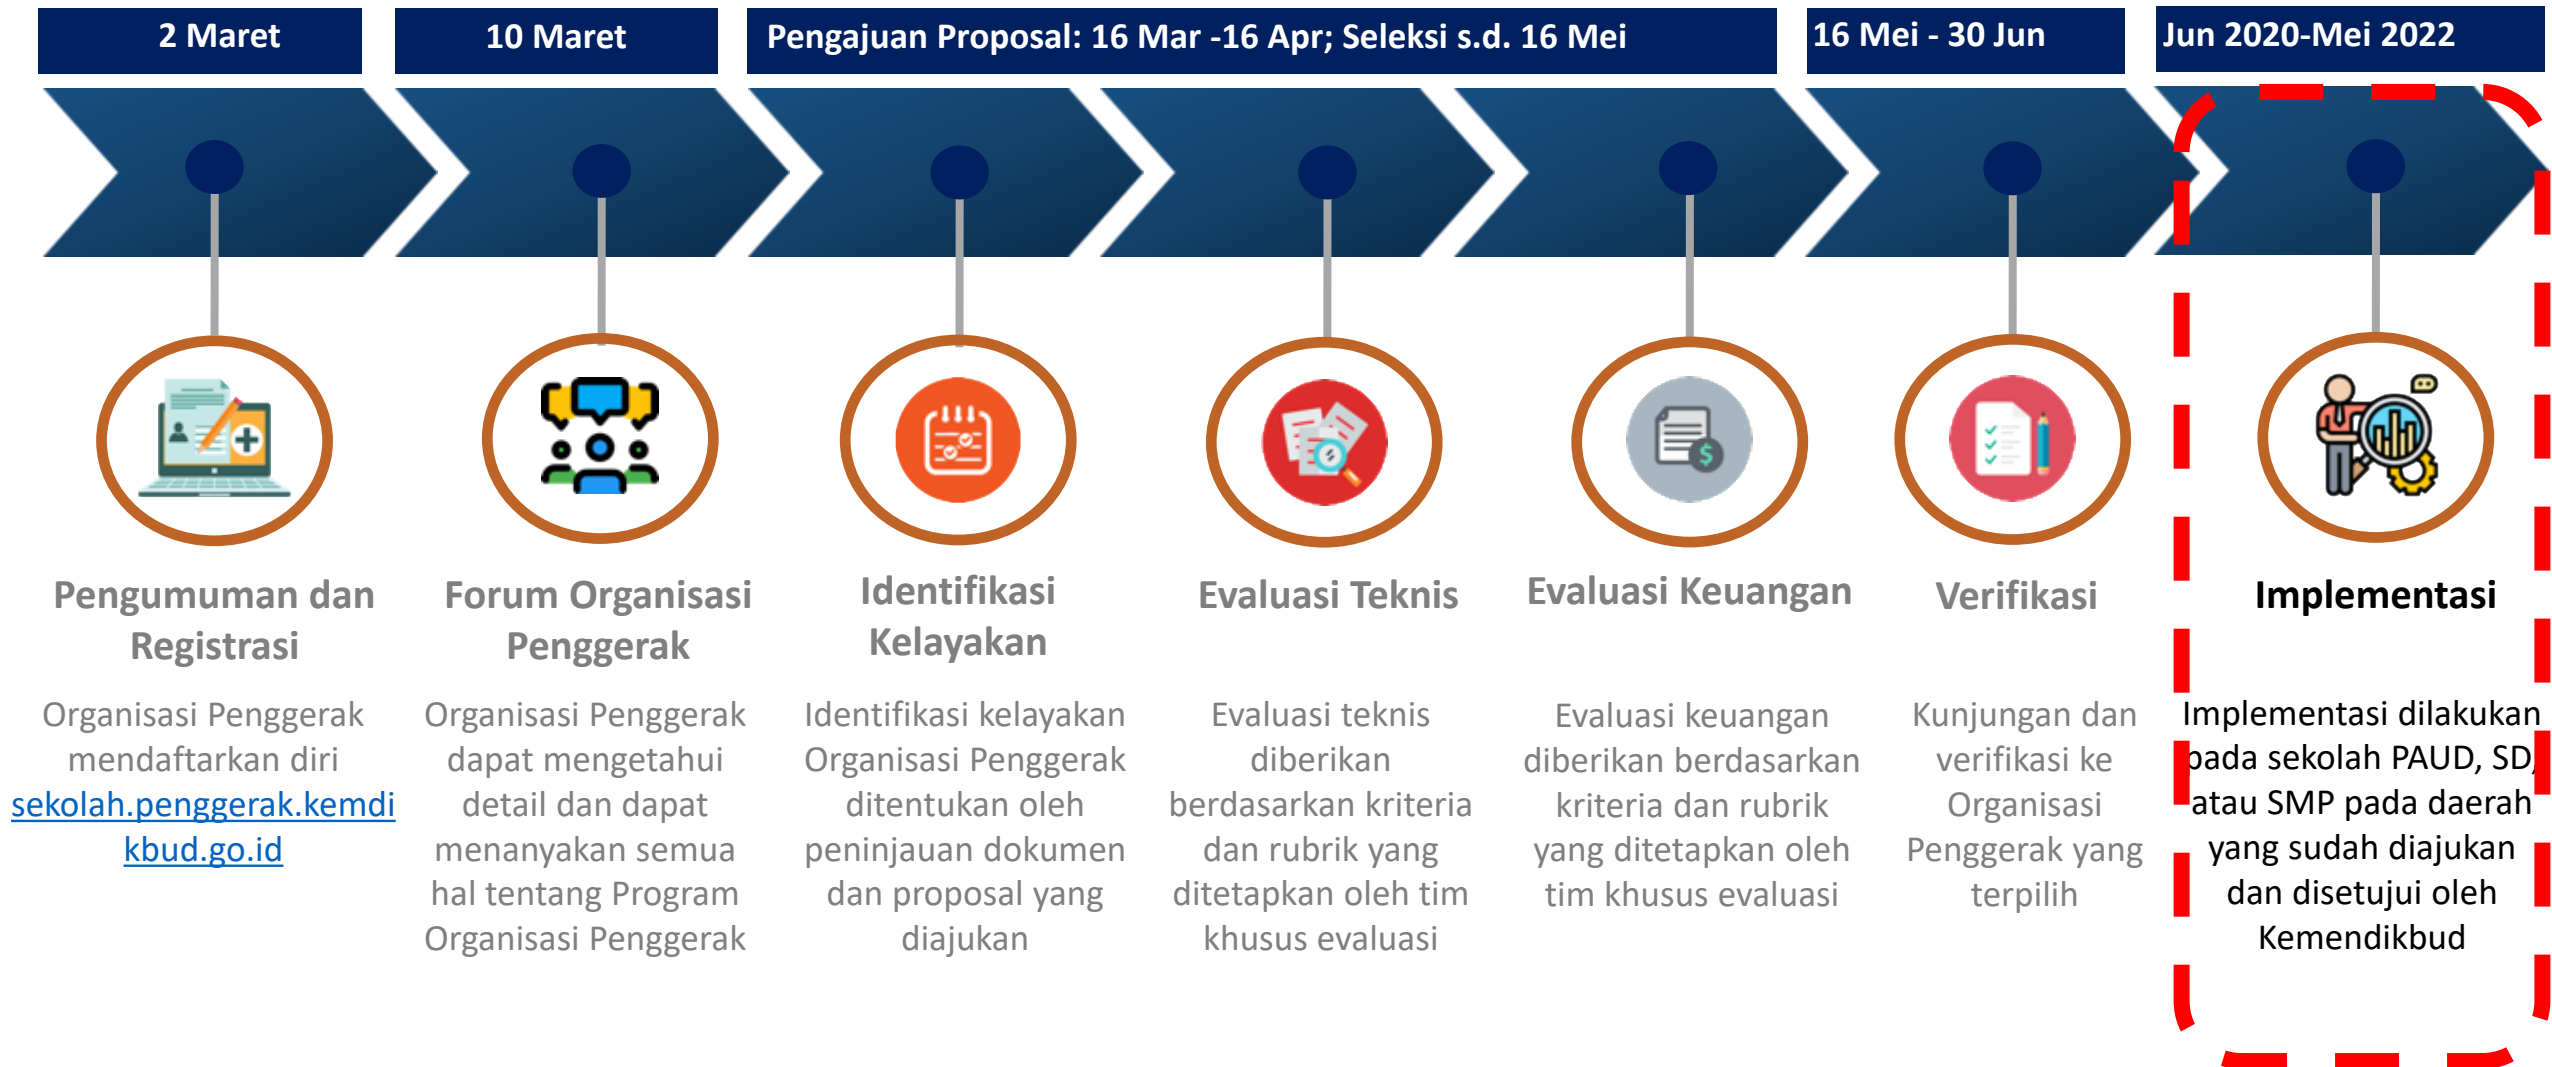 2 Maret
10 Maret
Pengajuan Proposal: 16 Mar -16 Apr; Seleksi s.d. 16 Mei
16 Mei - 30 Jun
Jun 2020-Mei 2022
Pengumuman dan
Registrasi
Organisasi Penggerak
mendaftarkan diri
sekolah.penggerak.kemdi
kbud.go.id
Forum Organisasi
Penggerak
Organisasi Penggerak
dapat mengetahui
detail dan dapat
menanyakan semua
hal tentang Program
Organisasi Penggerak
Identifikasi
Kelayakan
Identifikasi kelayakan
Organisasi Penggerak
ditentukan oleh
peninjauan dokumen
dan proposal yang
diajukan
Evaluasi Teknis
Evaluasi teknis
diberikan
berdasarkan kriteria
dan rubrik yang
ditetapkan oleh tim
khusus evaluasi
Evaluasi Keuangan
Evaluasi keuangan
diberikan berdasarkan
kriteria dan rubrik
yang ditetapkan oleh
tim khusus evaluasi
Verifikasi
Kunjungan dan
verifikasi ke
Organisasi
Penggerak yang
terpilih
Implementasi
Implementasi dilakukan
pada sekolah PAUD, SD,
atau SMP pada daerah
yang sudah diajukan
dan disetujui oleh
Kemendikbud